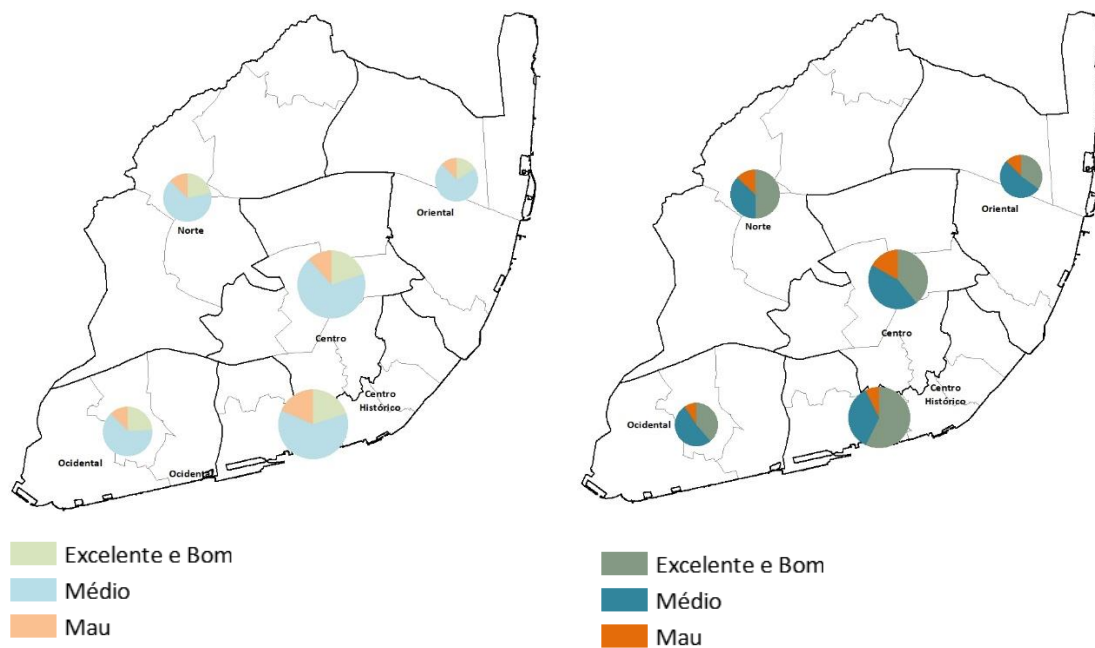 Oriental
Norte
Centro
Centro
Histórico
Ocidental
Ocidental
Excelente e Bom
Médio
Mau
Oriental
Norte
Centro
Centro
Histórico
Ocidental
Excelente e Bom
Médio
Mau